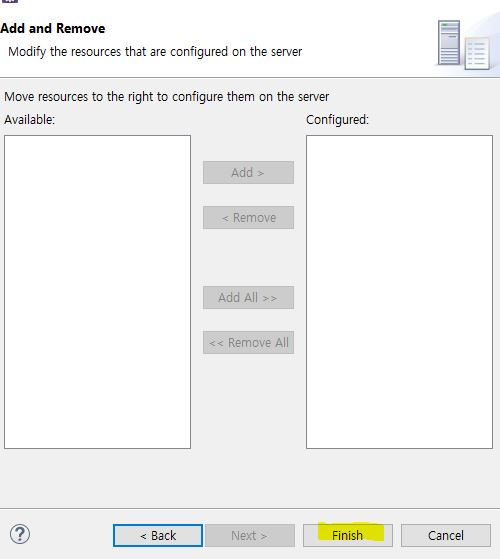 Add and Remove
Modify the resources that are configured on the server
Move resources to the right to configure them on the server
Available:
Configured:
Add >
< Remove
Add All >>
<< Remove All
?
< Back
Next >
Finish
Cancel